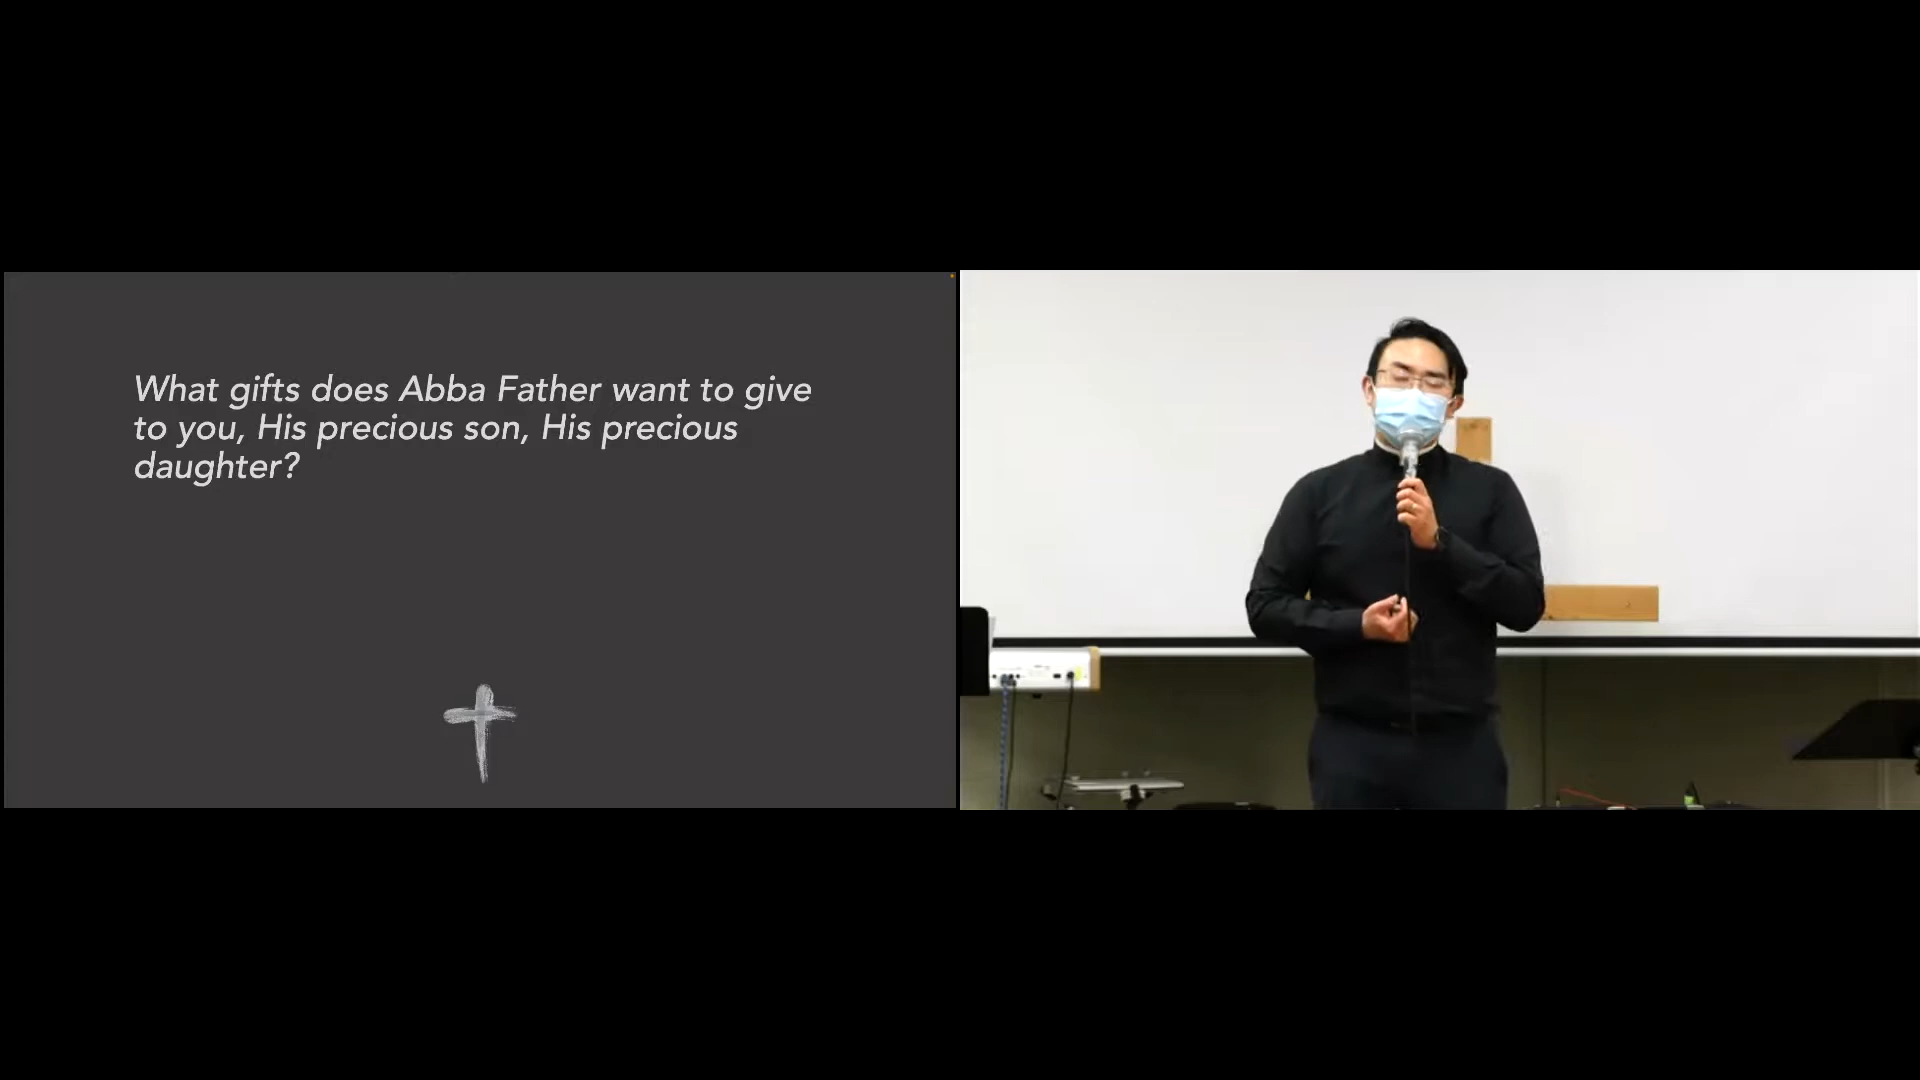 What gifts does Abba Father want to give
to you, His precious son, His precious
daughter?